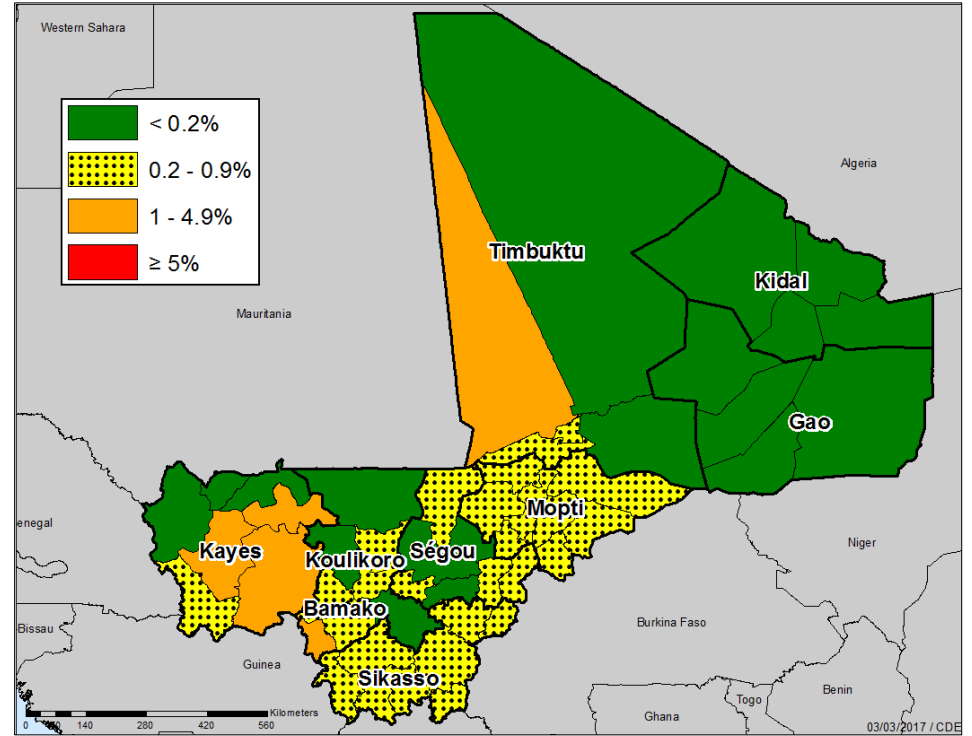 Western Sahara
< 0.2%
0.2 - 0.9%
1 - 4.9%
≥ 5%
Algeria
Timbuktu
Kidal
Mauritania
Gao
Mopti
enegal
Kayes
Koulikoro
Ségou
Niger
Bamako
Bissau
Burkina Faso
Guinea
Sikasso
Benin
Togo
Ghana
Kilometers
0 70 140 280 420 560
03/03/2017 / CDE